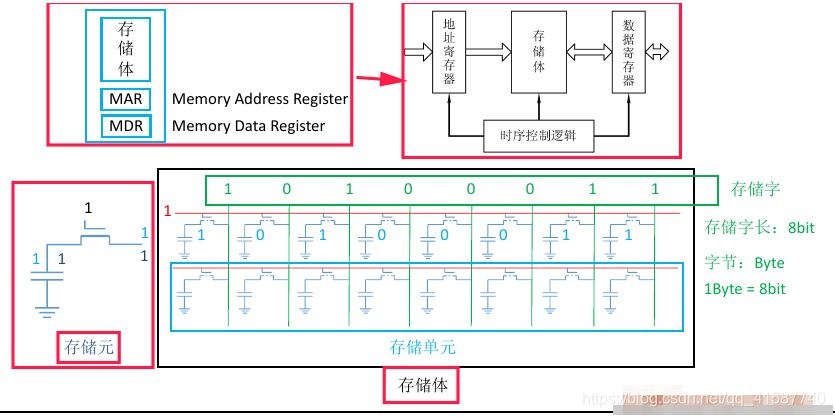 存储体
MAR Memory Address Register
MDR Memory Data Register
地址寄存器
存储体
数据寄存器
时序控制逻辑
1 0 1 0 0 0 1 1
存储字
1
1 0 1 0 0 0 1 1
存储字长：8bit
字节：Byte
1Byte = 8bit
1
1
1 1
1
存储元
存储单元
存储体
https://blog.csdn.net/qq_41587740